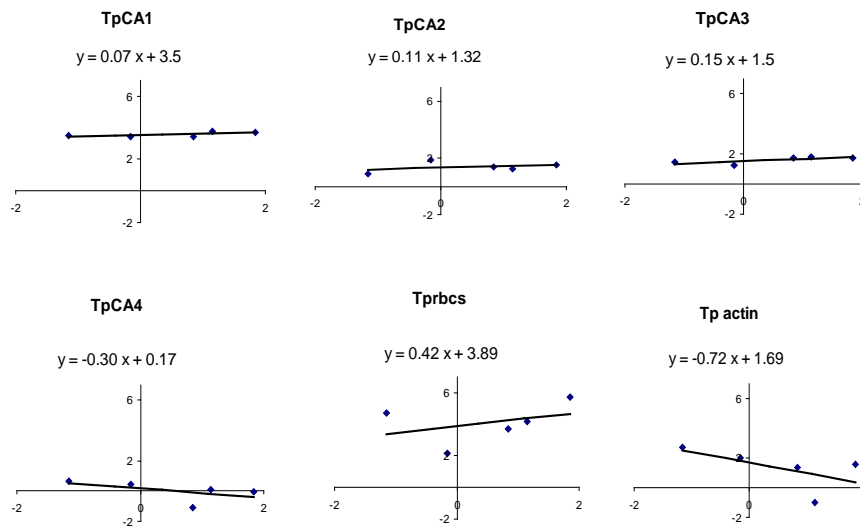 TpCA1
y = 0.07 x + 3.5
6
2
-2
2
-2
TpCA2
y = 0.11 x + 1.32
6
2
-2
0
2
-2
TpCA3
y = 0.15 x + 1.5
6
2
-2
0
2
-2
TpCA4
y = -0.30 x + 0.17
6
2
-2
0
2
-2
Tprbcs
y = 0.42 x + 3.89
6
2
-2
0
2
-2
Tp actin
y = -0.72 x + 1.69
6
2
-2
0
-2